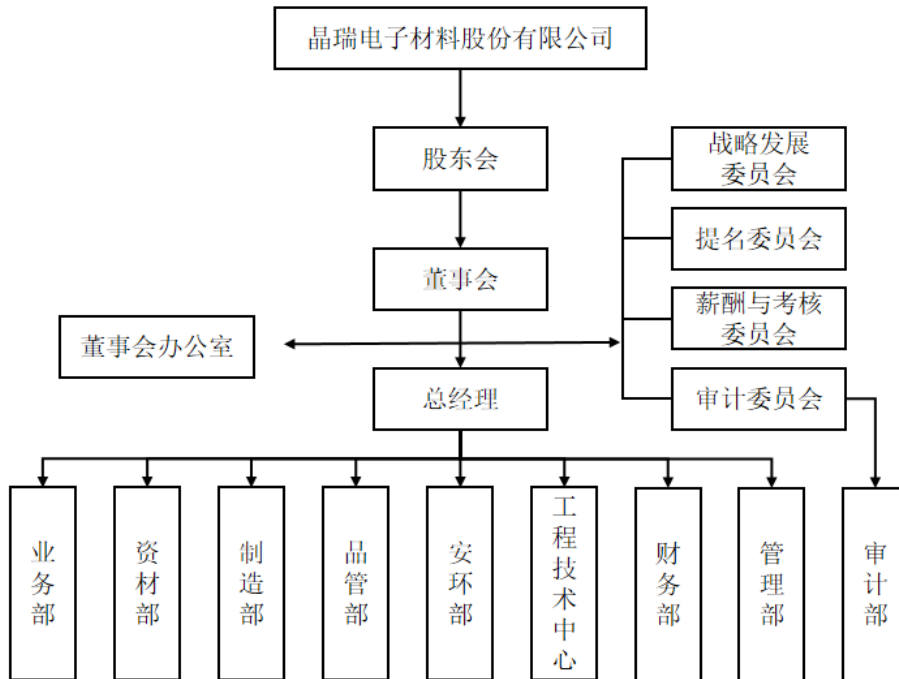 晶瑞电子材料股份有限公司
股东会
战略发展
委员会
提名委员会
董事会
薪酬与考核
委员会
董事会办公室
总经理
审计委员会
业务部
资材部
制造部
品管部
安环部
工程技术中心
财务部
管理部
审计部